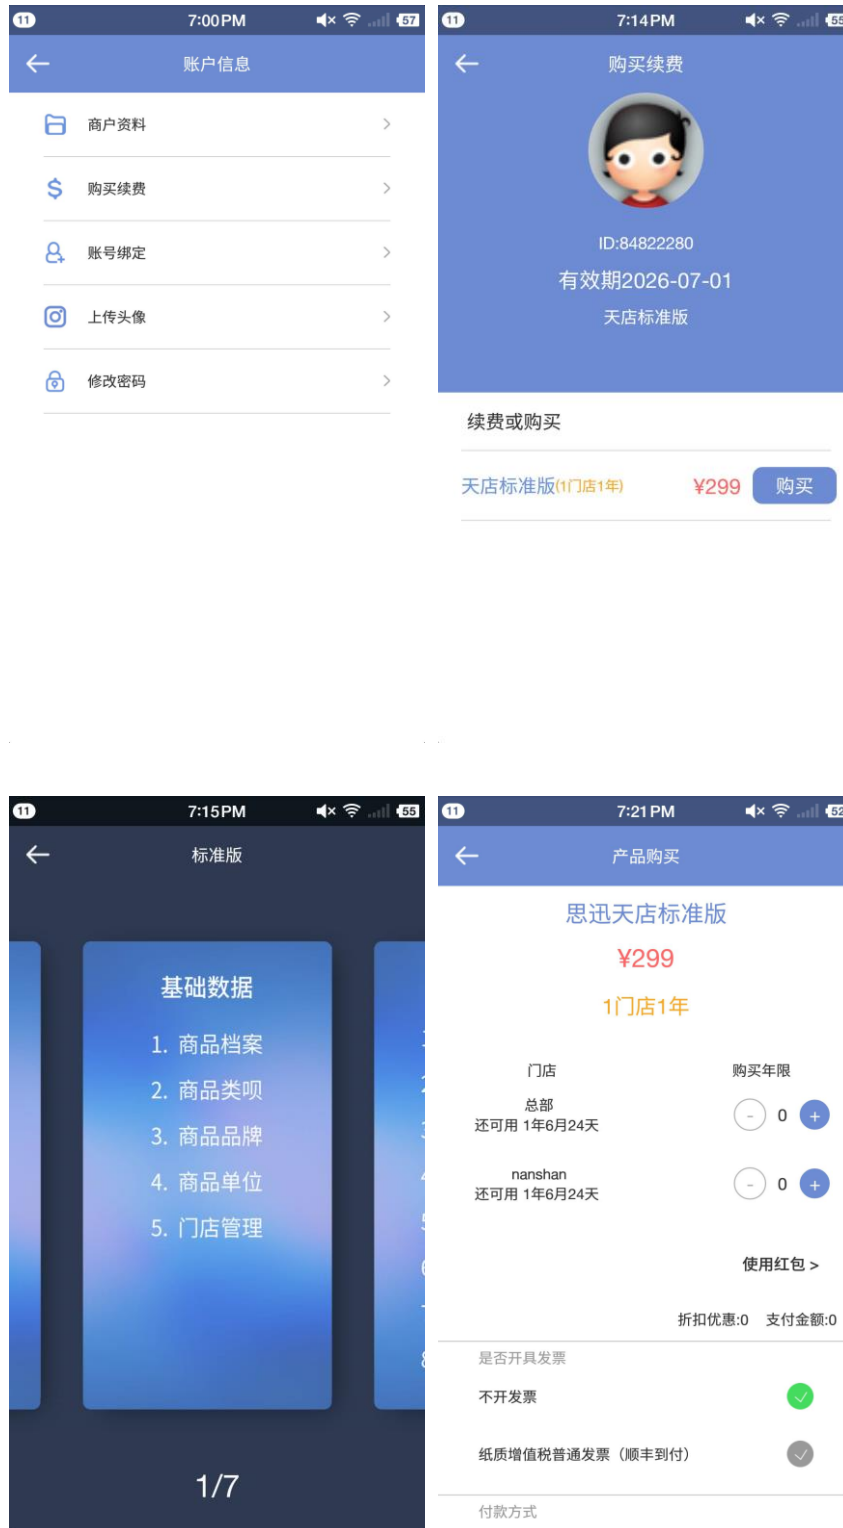 11 7:00PM 57
账户信息
商户资料
购买续费
账号绑定
上传头像
修改密码
11 7:14PM 55
购买续费
ID:84822280
有效期2026-07-01
天店标准版
续费或购买
天店标准版(1门店1年) ¥299 购买
11 7:15PM 55
标准版
基础数据
1. 商品档案
2. 商品类呗
3. 商品品牌
4. 商品单位
5. 门店管理
1/7
11 7:21PM 52
产品购买
思迅天店标准版
¥299
1门店1年
门店 购买年限
总部
还可用 1年6月24天 - 0 +
nanshan
还可用 1年6月24天 - 0 +
使用红包 >
折扣优惠:0 支付金额:0
是否开具发票
不开发票
纸质增值税普通发票（顺丰到付）
付款方式